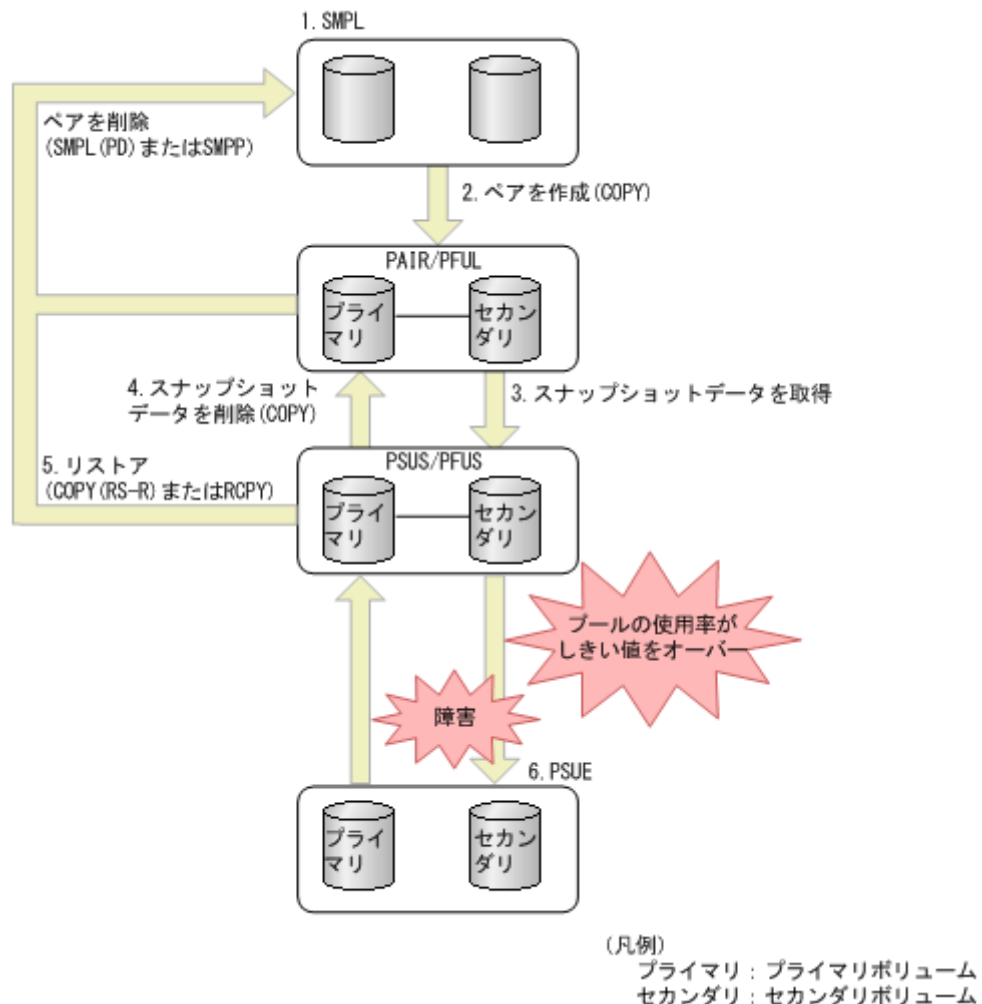 1. SMPL
ペアを削除
(SMPL(PD)またはSMPP)
2. ペアを作成(COPY)
PAIR/PFUL
プライ
マリ
セカン
ダリ
4. スナップショット
データを削除(COPY)
3. スナップショットデータを取得
PSUS/PFUS
5. リストア
(COPY(RS-R)またはRCPY)
プライ
マリ
セカン
ダリ
プールの使用率が
しきい値をオーバー
障害
6. PSUE
プライ
マリ
セカン
ダリ
(凡例)
プライマリ：プライマリボリューム
セカンダリ：セカンダリボリューム